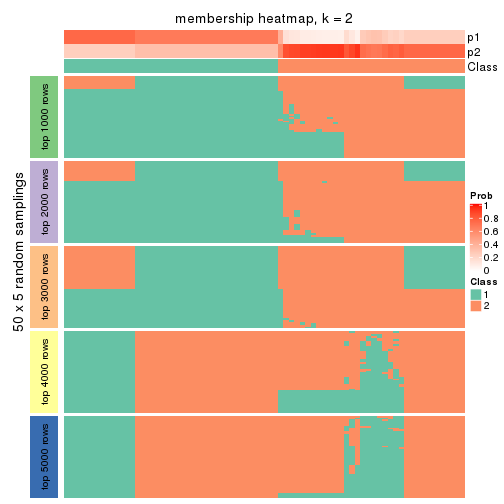 membership heatmap, k = 2
p1
p2
Class
50 x 5 random samplings
top 1000 rows
top 2000 rows
top 3000 rows
top 4000 rows
top 5000 rows
Prob
1
0.8
0.6
0.4
0.2
0
Class
1
2